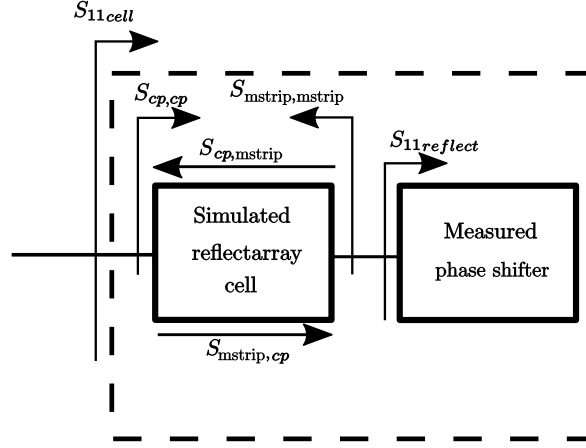 S11cell
Scp,cp
Smstrip,mstrip
Scp,mstrip
S11reflect
Simulated
reflectarray
cell
Measured
phase shifter
Smstrip,cp